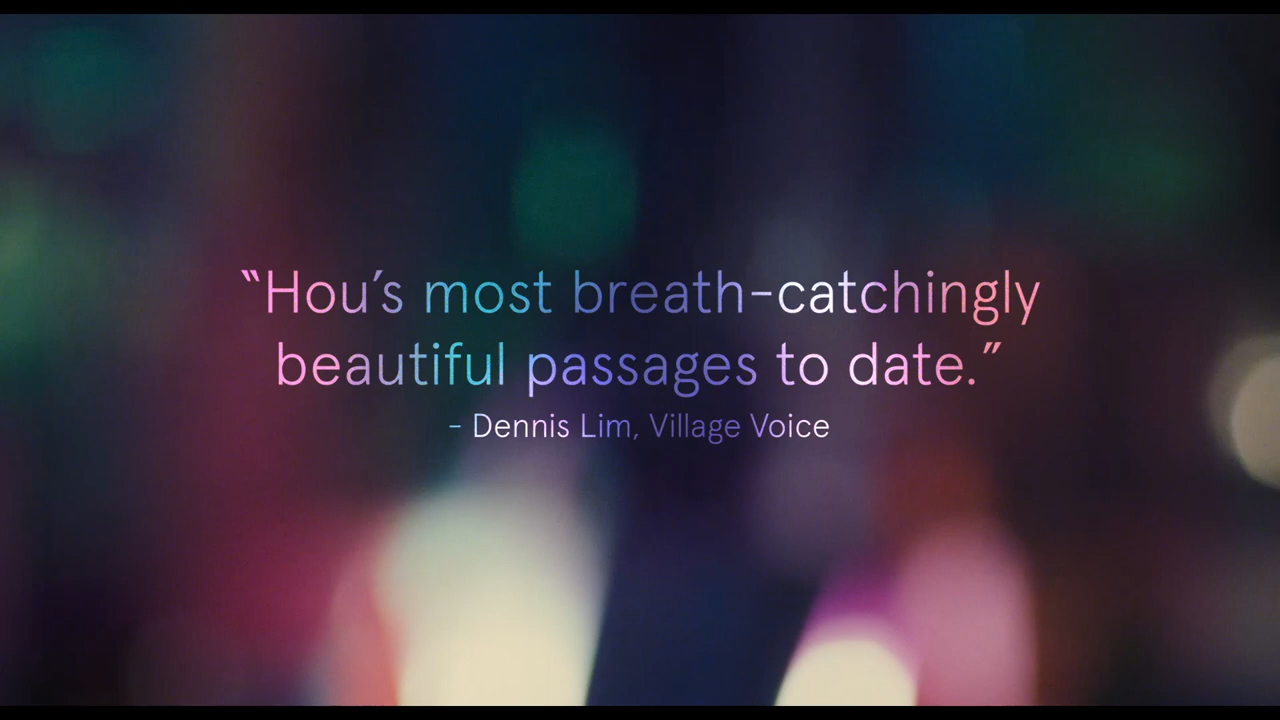 “Hou’s most breath-catchingly
beautiful passages to date.”
- Dennis Lim, Village Voice